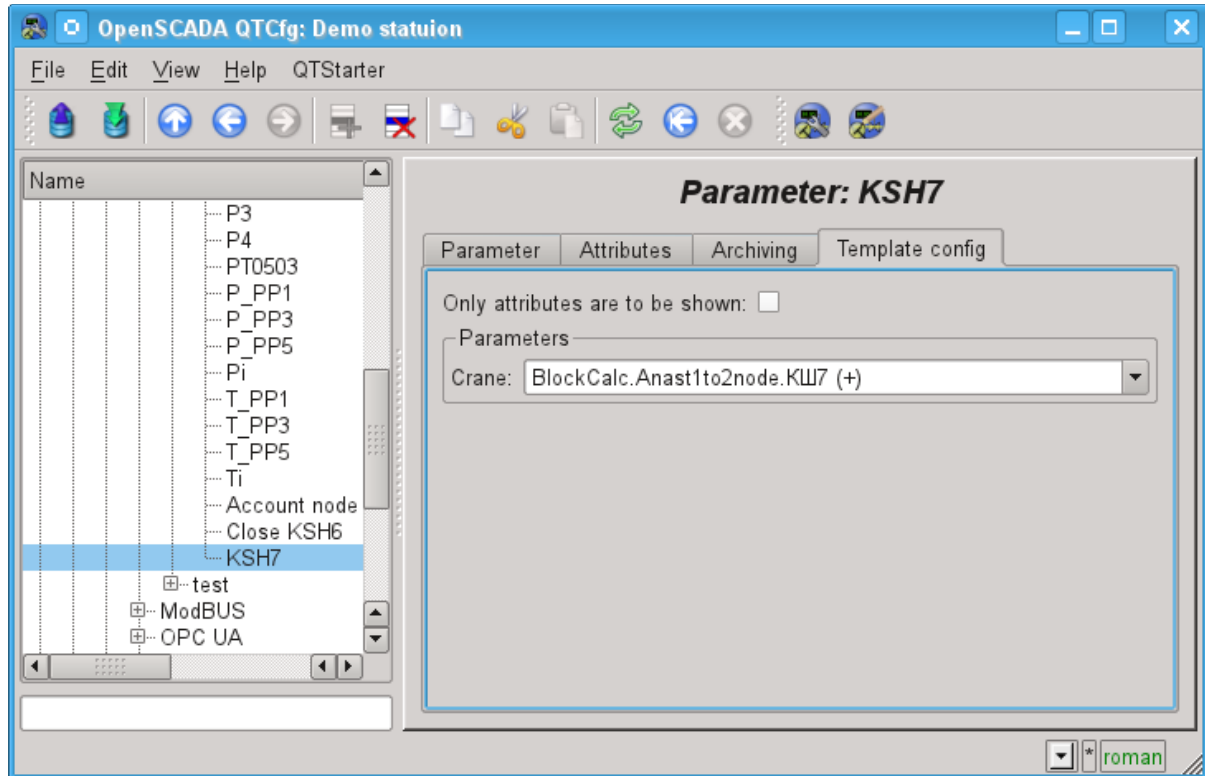 OpenSCADA QTCfg: Demo statuion
File Edit View Help QTStarter
Name
P3
P4
PT0503
P_PP1
P_PP3
P_PP5
Pi
T_PP1
T_PP3
T_PP5
Ti
Account node
Close KSH6
KSH7
test
ModBUS
OPC UA
Parameter: KSH7
Parameter Attributes Archiving Template config
Only attributes are to be shown:
Parameters
Crane: BlockCalc.Anast1to2node.КШ7 (+)
* roman